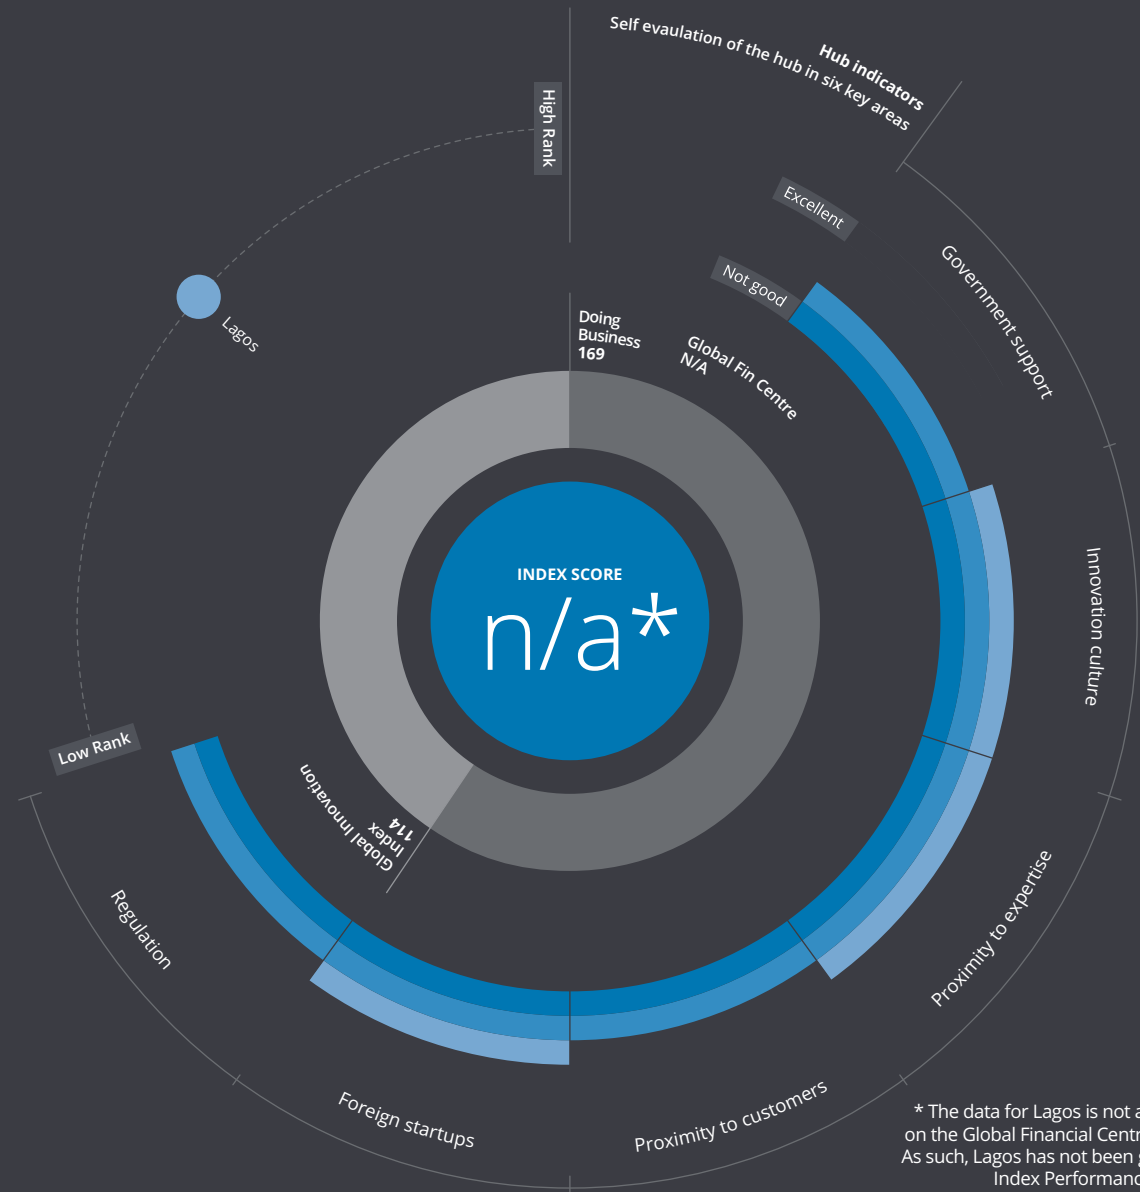 Hub indicators
Self evaulation of the hub in six key areas
High Rank
Excellent
Not good
Government support
Lagos
Doing
Business
169
Global Fin Centre
N/A
INDEX SCORE
n/a*
Innovation culture
Low Rank
Global Innovation
Index
114
Regulation
Proximity to expertise
Foreign startups
Proximity to customers
* The data for Lagos is not
on the Global Financial
As such, Lagos has not been
Index